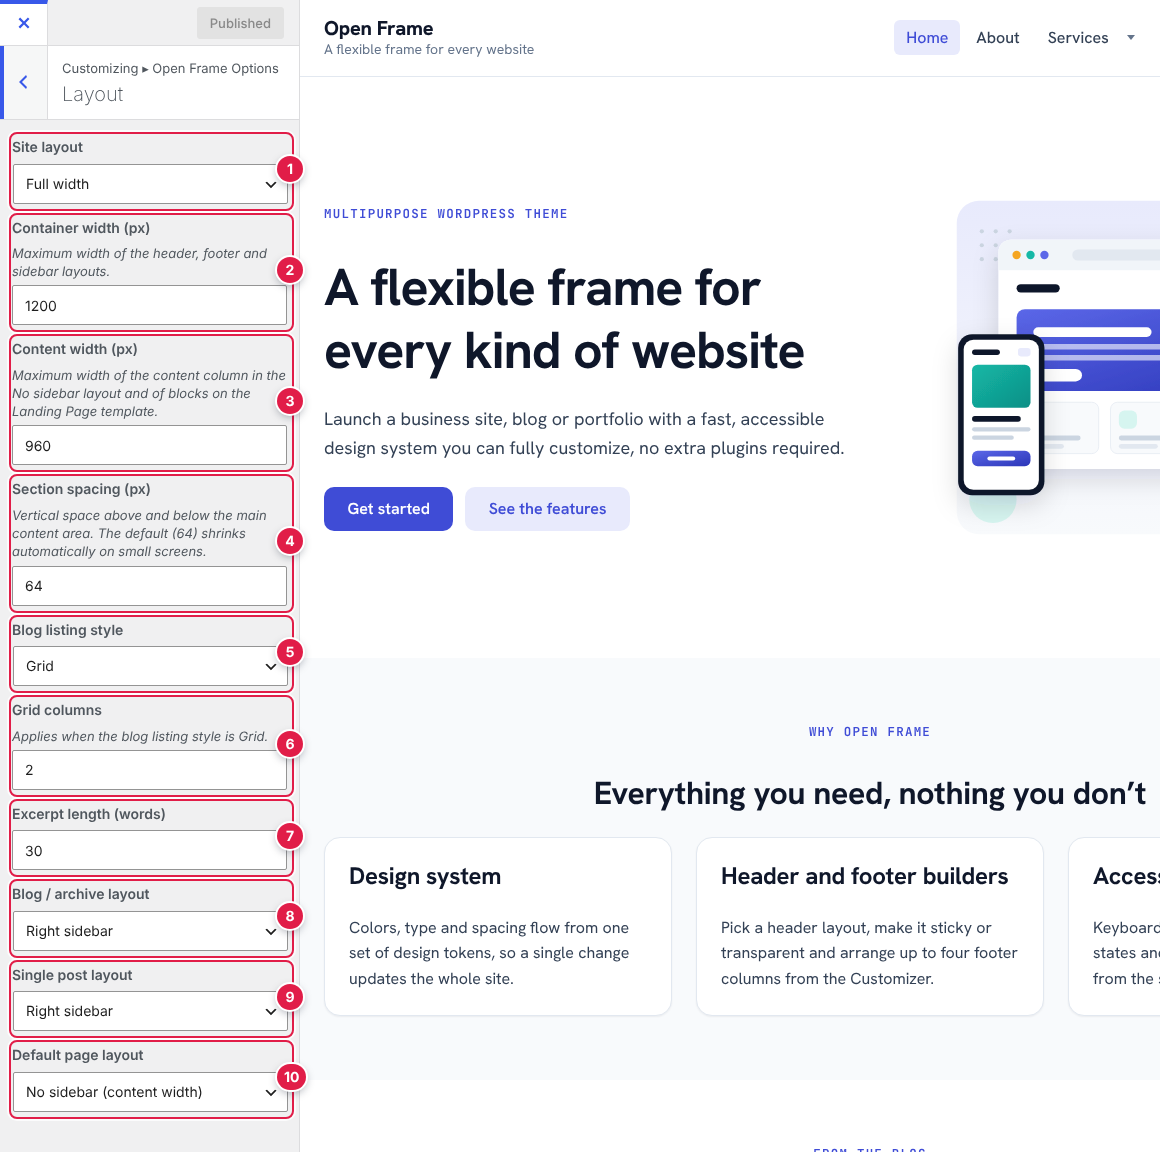 Published
Customizing ▸ Open Frame Options
Layout
Site layout
1
Full width
Container width (px)
Maximum width of the header, footer and
sidebar layouts.
2
1200
Content width (px)
Maximum width of the content column in the
No sidebar layout and of blocks on the
Landing Page template.
3
960
Section spacing (px)
Vertical space above and below the main
content area. The default (64) shrinks
automatically on small screens.
4
64
Blog listing style
5
Grid
Grid columns
Applies when the blog listing style is Grid.
6
2
Excerpt length (words)
7
30
Blog / archive layout
8
Right sidebar
Single post layout
9
Right sidebar
Default page layout
10
No sidebar (content width)
Open Frame
A flexible frame for every website
Home About Services
MULTIPURPOSE WORDPRESS THEME
A flexible frame for
every kind of website
Launch a business site, blog or portfolio with a fast, accessible
design system you can fully customize, no extra plugins required.
Get started See the features
WHY OPEN FRAME
Everything you need, nothing you don’t
Design system
Colors, type and spacing flow from one
set of design tokens, so a single change
updates the whole site.
Header and footer builders
Pick a header layout, make it sticky or
transparent and arrange up to four footer
columns from the Customizer.
Access
Keyboard
states an
from the
FROM THE BLOG